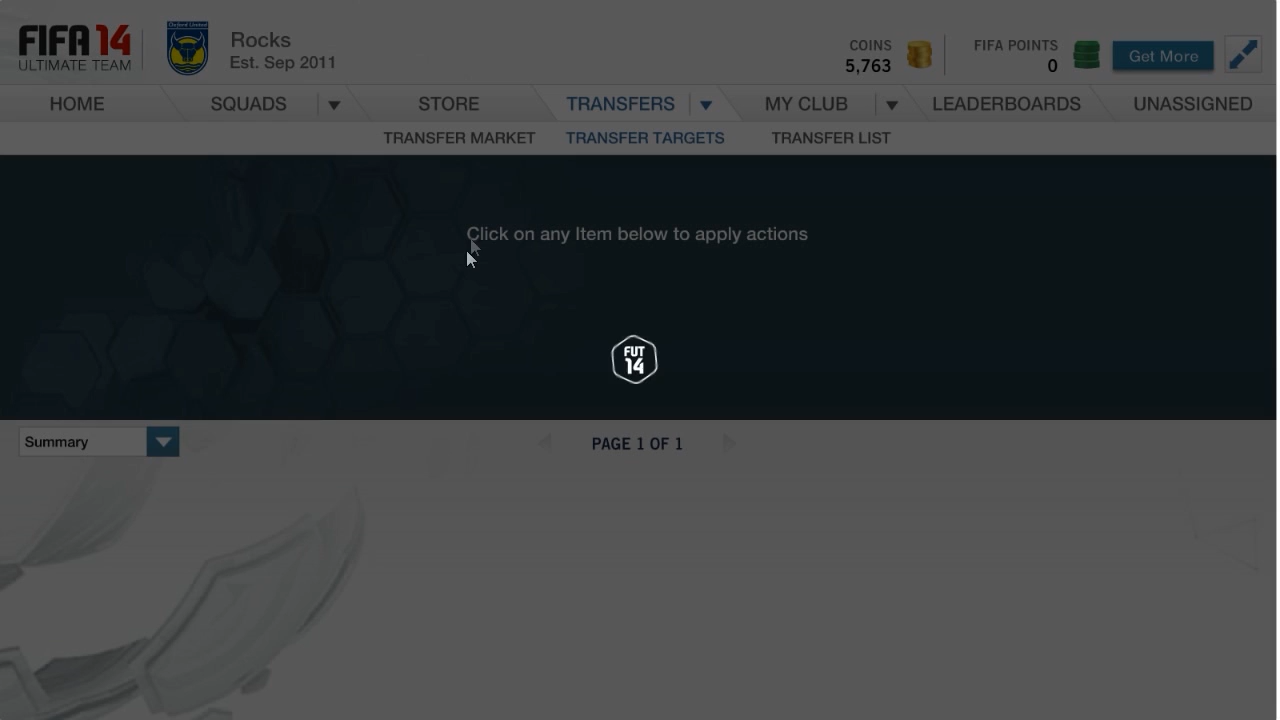 FIFA 14
ULTIMATE TEAM
Oxford United
Rocks
Est. Sep 2011
COINS
5,763
FIFA POINTS
0
Get More
HOME
SQUADS
STORE
TRANSFERS
MY CLUB
LEADERBOARDS
UNASSIGNED
TRANSFER MARKET
TRANSFER TARGETS
TRANSFER LIST
Click on any Item below to apply actions
FUT
14
Summary
PAGE 1 OF 1